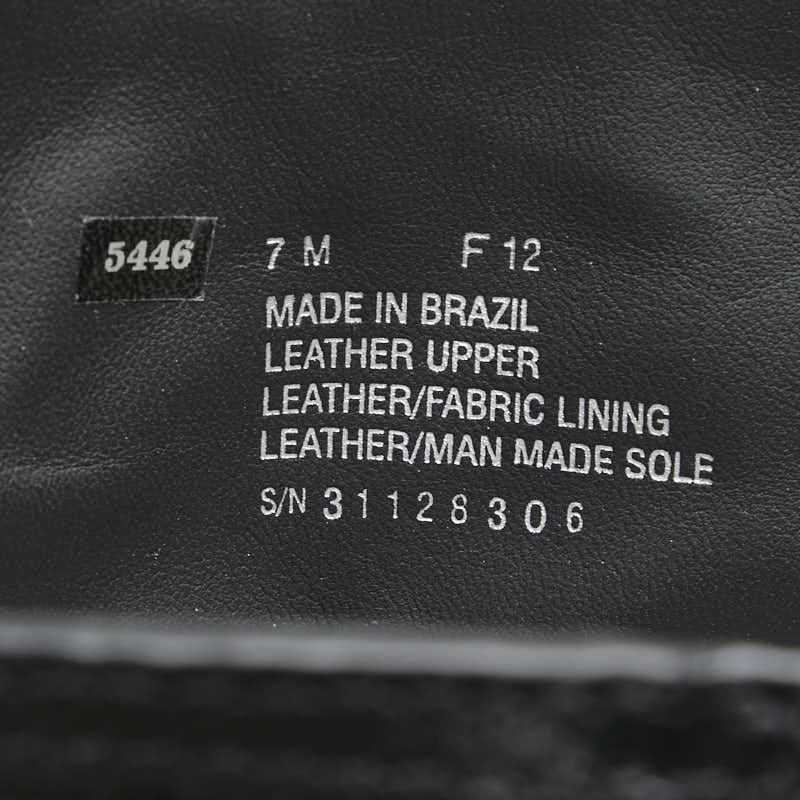 5446
7 M F 12
MADE IN BRAZIL
LEATHER UPPER
LEATHER/FABRIC LINING
LEATHER/MAN MADE SOLE
S/N 31128306